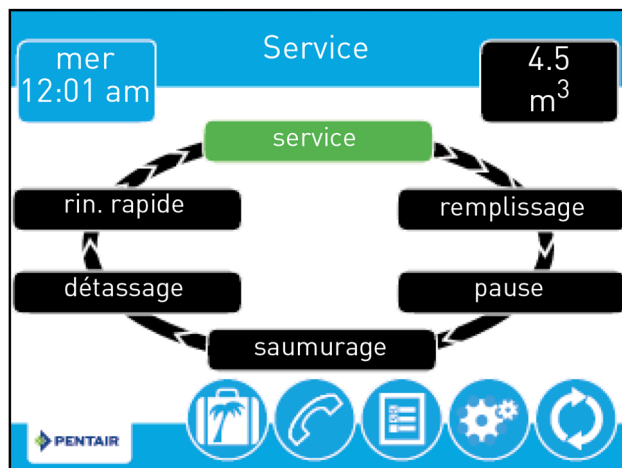 mer
12:01 am
Service
4.5
m³
service
rin. rapide
remplissage
détassage
pause
saumurage
PENTAIR